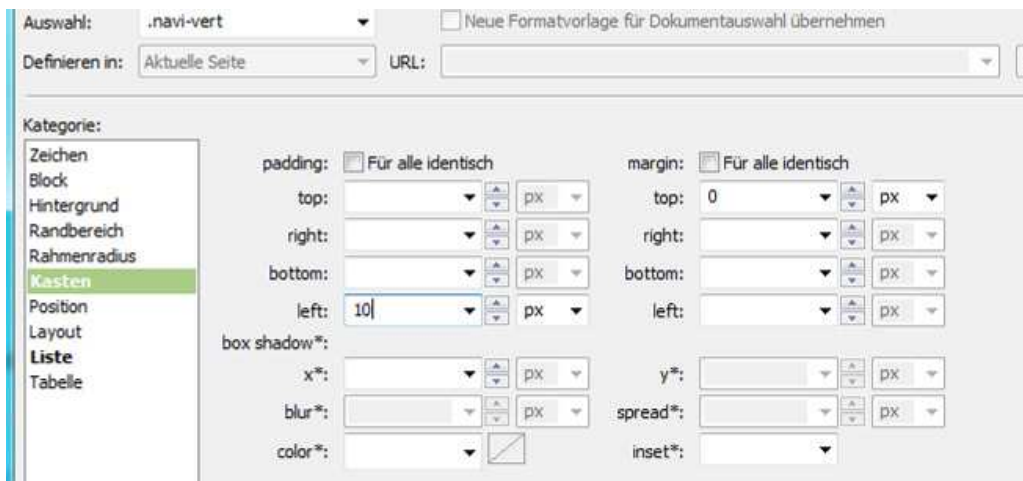 Auswahl: .navi-vert Neue Formatvorlage für Dokumentauswahl übernehmen
Definieren in: Aktuelle Seite URL:
Kategorie:
Zeichen
Block
Hintergrund
Randbereich
Rahmenradius
Kasten
Position
Layout
Liste
Tabelle
padding: Für alle identisch margin: Für alle identisch
top: px top: 0 px
right: px right: px
bottom: px bottom: px
left: 10 px left: px
box shadow*:
x*: px y*: px
blur*: px spread*: px
color*: inset*: